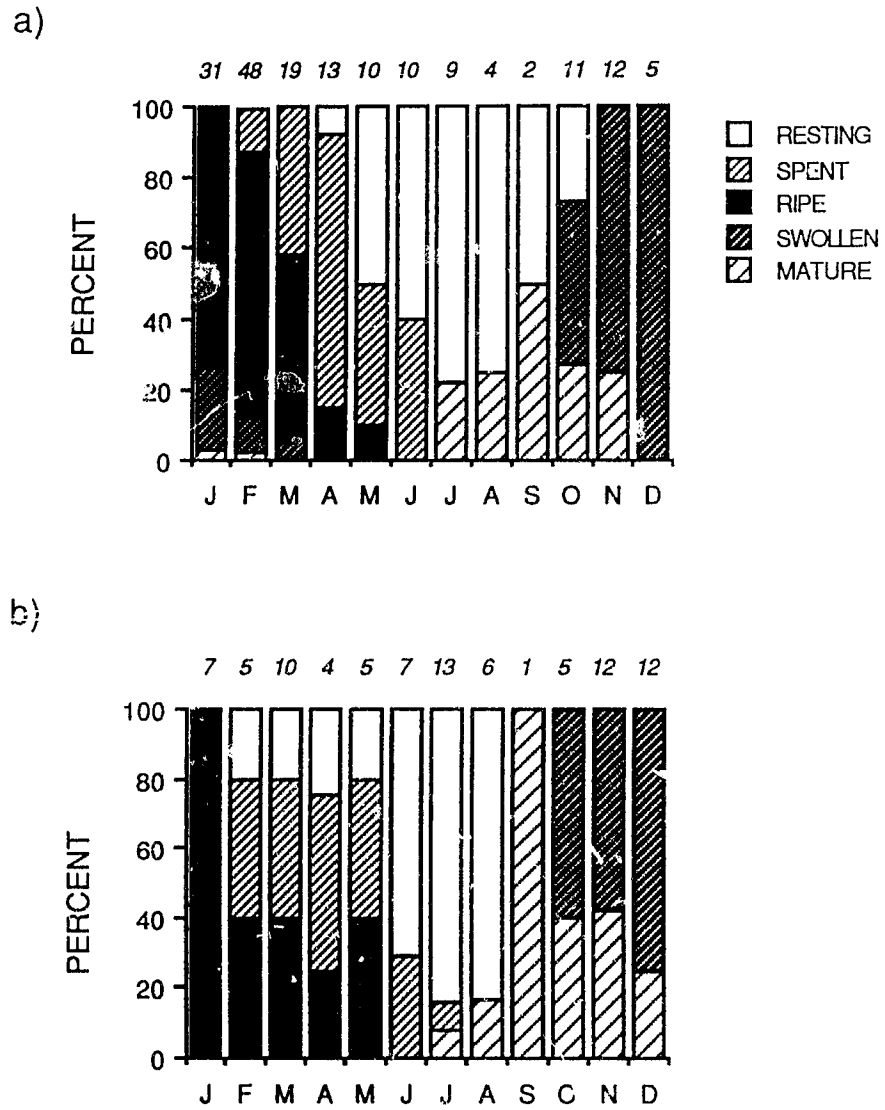 a)
31 48 19 13 10 10 9 4 2 11 12 5
100
80
60
40
20
0
PERCENT
J F M A M J J A S O N D
RESTING
SPENT
RIPE
SWOLLEN
MATURE
b)
7 5 10 4 5 7 13 6 1 5 12 12
100
80
60
40
20
0
PERCENT
J F M A M J J A S C N D